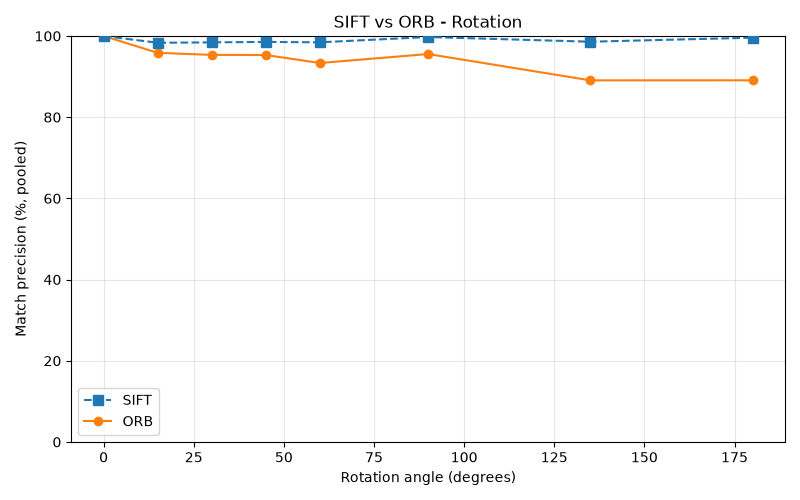 SIFT vs ORB - Rotation
Match precision (%, pooled)
100
80
60
40
20
0
SIFT
ORB
0
25
50
75
100
125
150
175
Rotation angle (degrees)